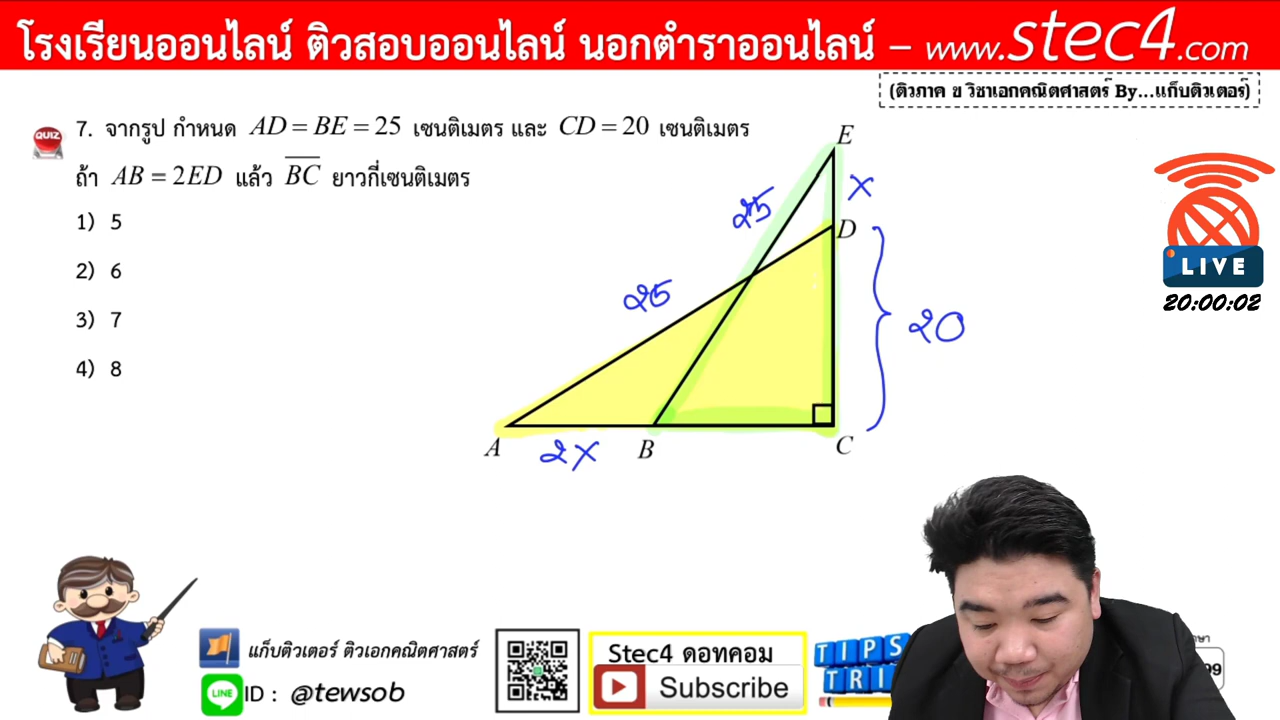 โรงเรียนออนไลน์ ติวสอบออนไลน์ นอกตำราออนไลน์ – www.stec4.com
(ติวภาค ข วิชาเอกคณิตศาสตร์ By...แก็บติวเตอร์)
QUIZ
7. จากรูป กำหนด AD = BE = 25 เซนติเมตร และ CD = 20 เซนติเมตร
ถ้า AB = 2ED แล้ว BC ยาวกี่เซนติเมตร
1) 5
2) 6
3) 7
4) 8
E
25
x
D
25
20
A
2x
B
C
LIVE
20:00:02
แก็บติวเตอร์ ติวเอกคณิตศาสตร์
LINE ID : @tewsob
Stec4 ดอทคอม
Subscribe
TIPS
TRI